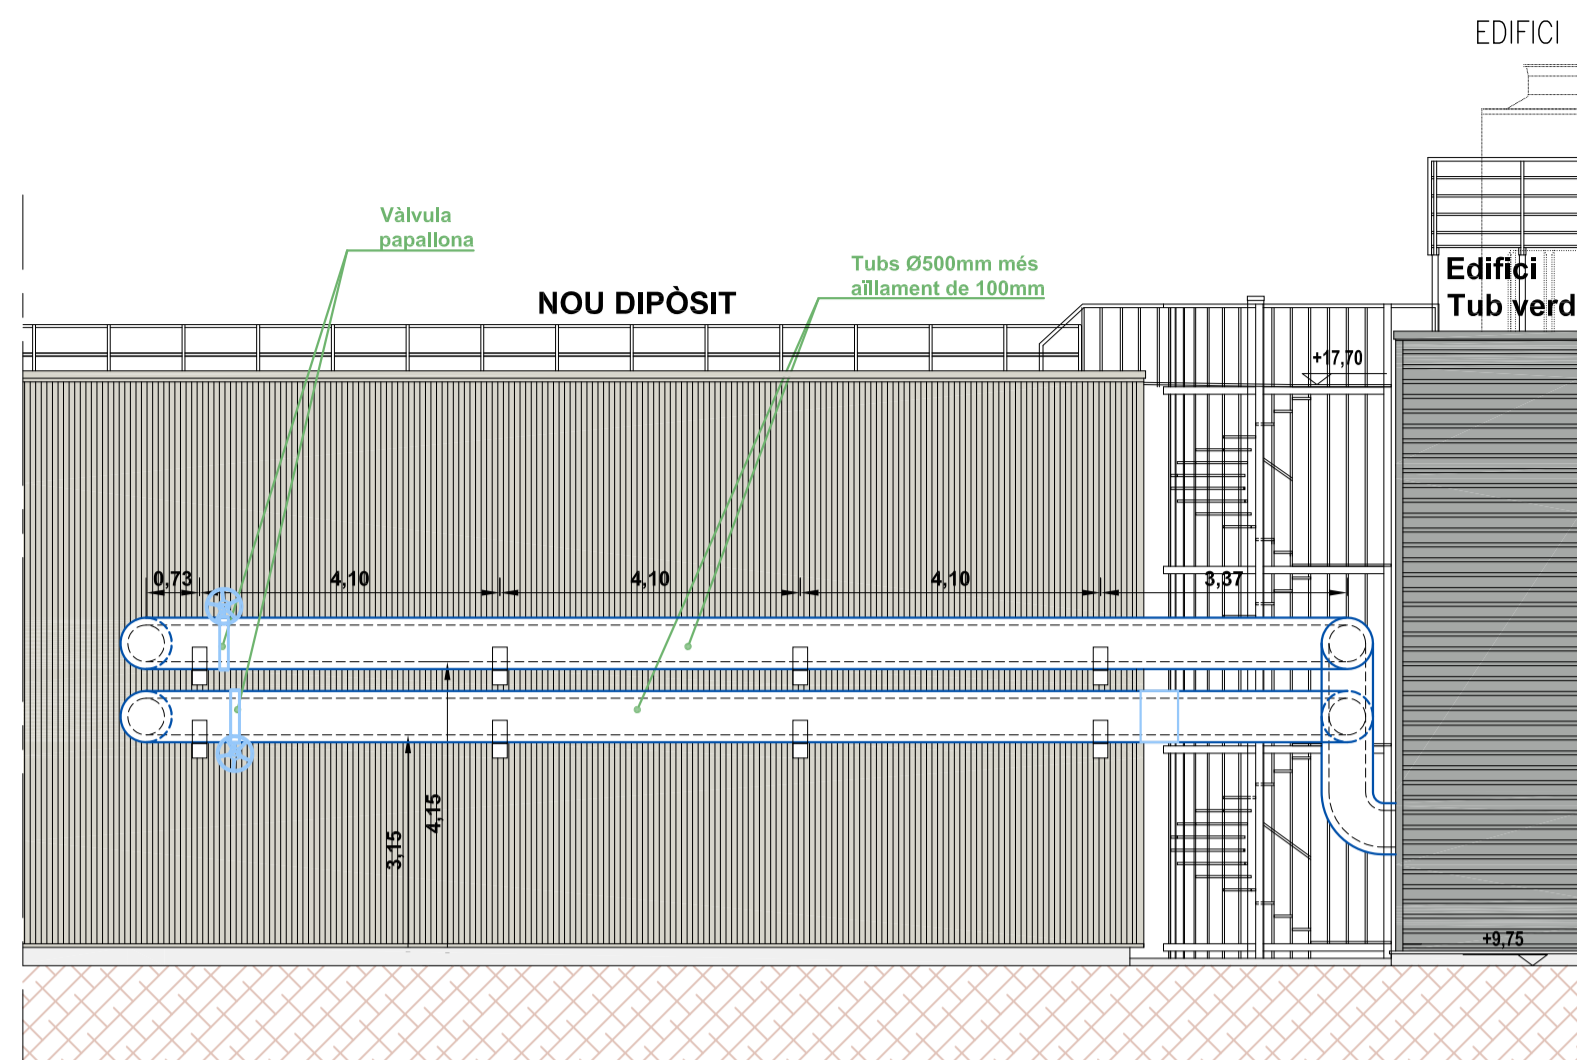 EDIFICI
Vàlvula
papallona
Tubs Ø500mm més
aïllament de 100mm
NOU DIPÒSIT
Edifici
Tub verd
+17,70
0,73
4,10
4,10
4,10
3,37
4,15
3,15
+9,75